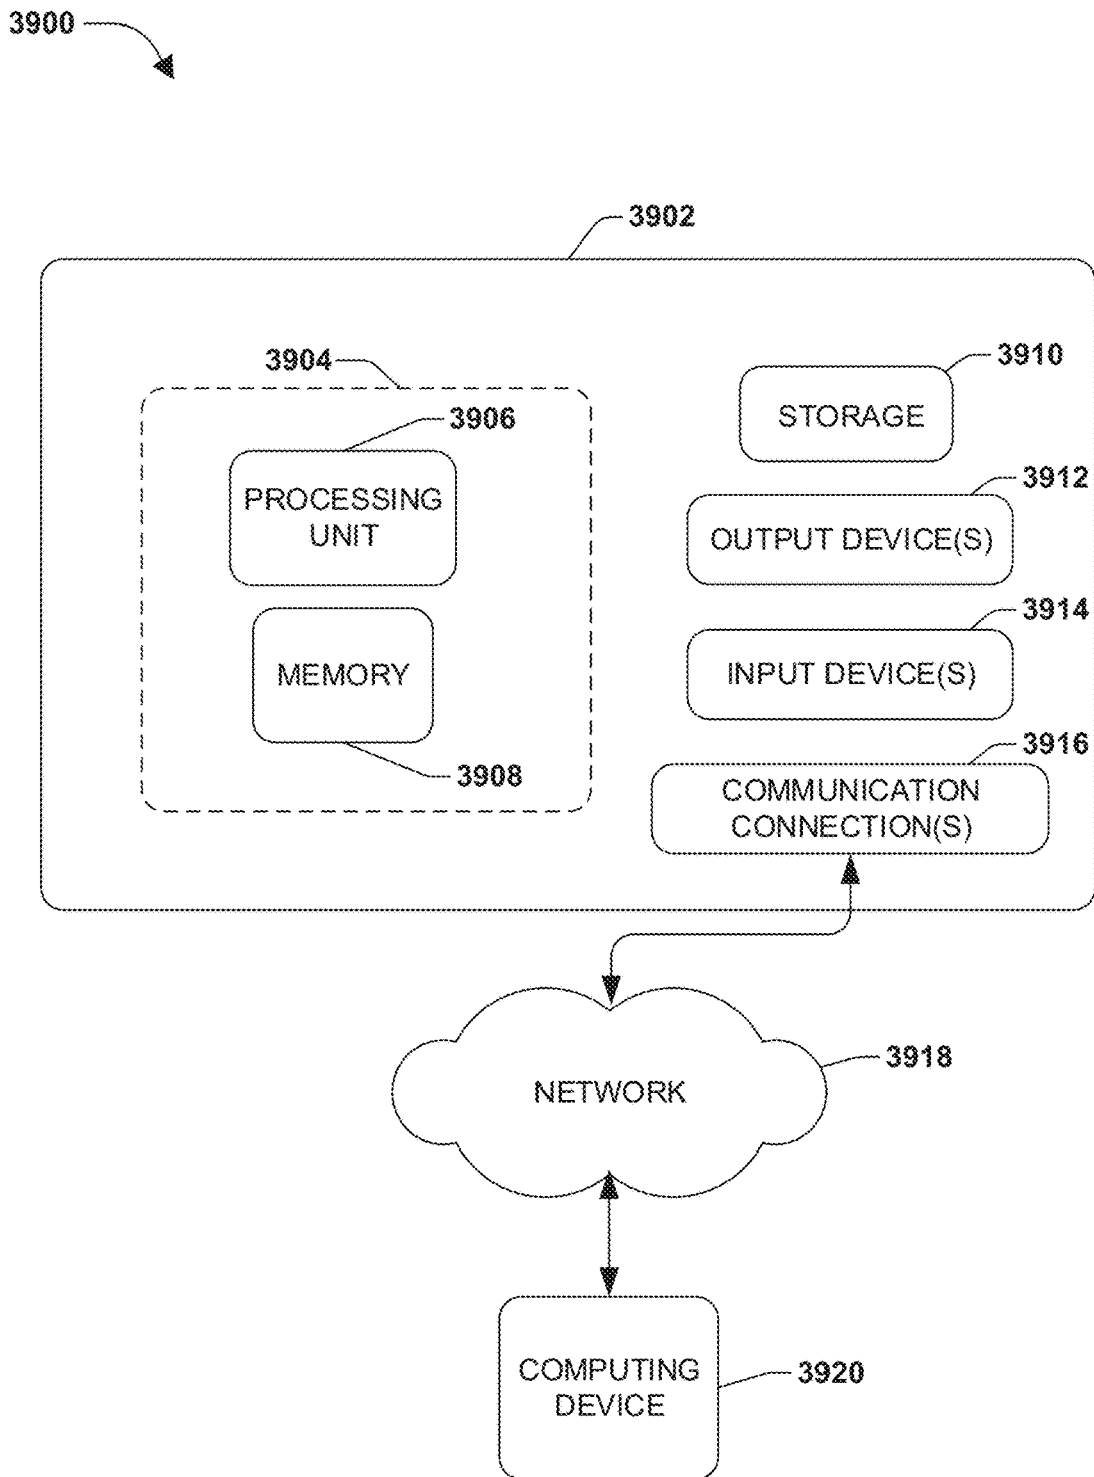 3900
3902
3904
3910
STORAGE
3906
PROCESSING
UNIT
3912
OUTPUT DEVICE(S)
3914
INPUT DEVICE(S)
MEMORY
3908
3916
COMMUNICATION
CONNECTION(S)
3918
NETWORK
COMPUTING
DEVICE
3920